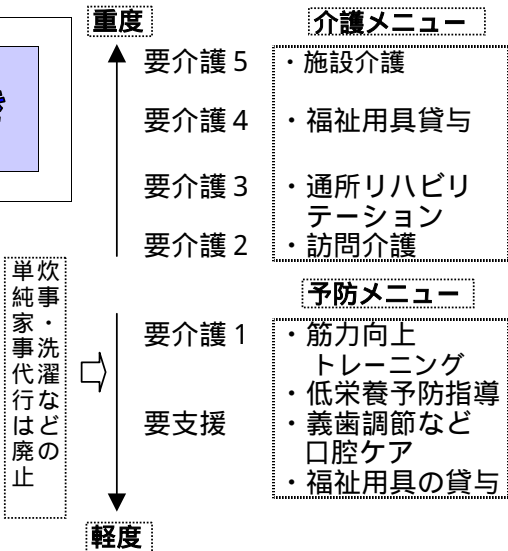 重度
介護メニュー
要介護５
・施設介護
要介護４
・福祉用具貸与
要介護３
・通所リハビリ
テーション
要介護２
・訪問介護
炊事・洗濯などの
単純家事代行は廃止
予防メニュー
要介護１
・筋力向上
トレーニング
・低栄養予防指導
要支援
・義歯調節など
口腔ケア
・福祉用具の貸与
軽度